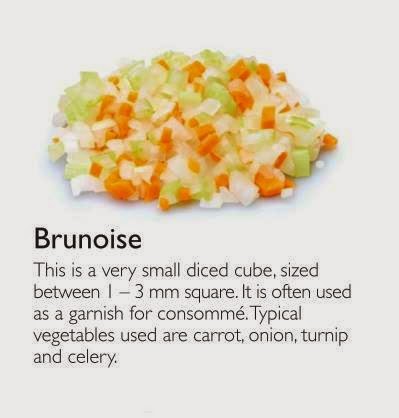 Brunoise
This is a very small diced cube, sized
between 1 – 3 mm square. It is often used
as a garnish for consommé. Typical
vegetables used are carrot, onion, turnip
and celery.